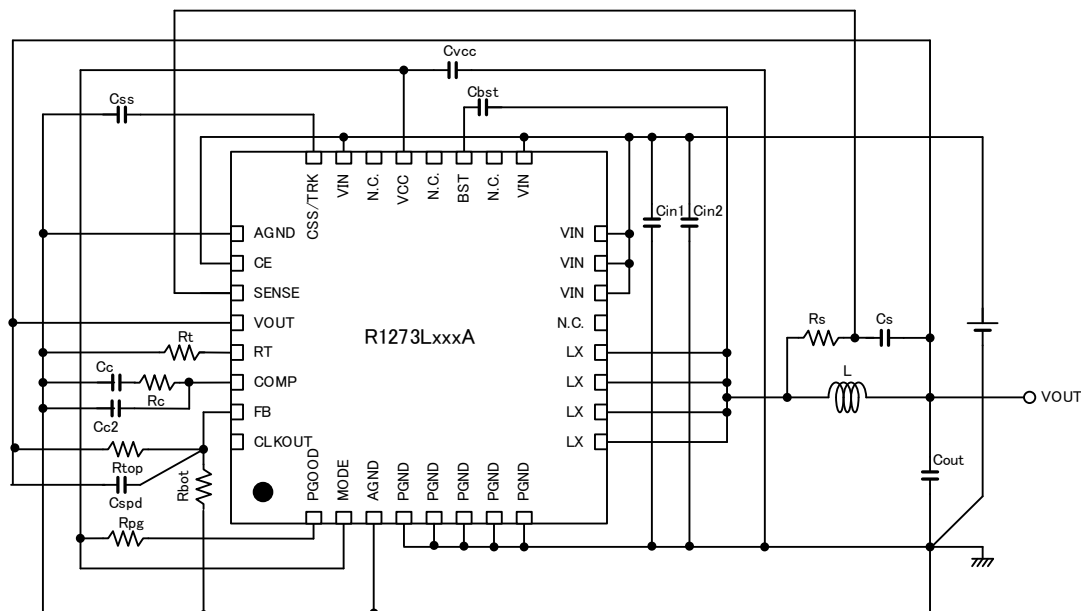 Cvcc
Cbst
Css
CSS/TRK
VIN
N.C.
VCC
N.C.
BST
N.C.
VIN
Cin1
Cin2
AGND
CE
SENSE
VOUT
RT
COMP
FB
CLKOUT
VIN
VIN
VIN
N.C.
LX
LX
LX
LX
R1273LxxxA
Rt
Cc
Rc
Cc2
Rtop
Cspd
Rbot
Rpg
PGOOD
MODE
AGND
PGND
PGND
PGND
PGND
PGND
Rs
Cs
L
VOUT
Cout